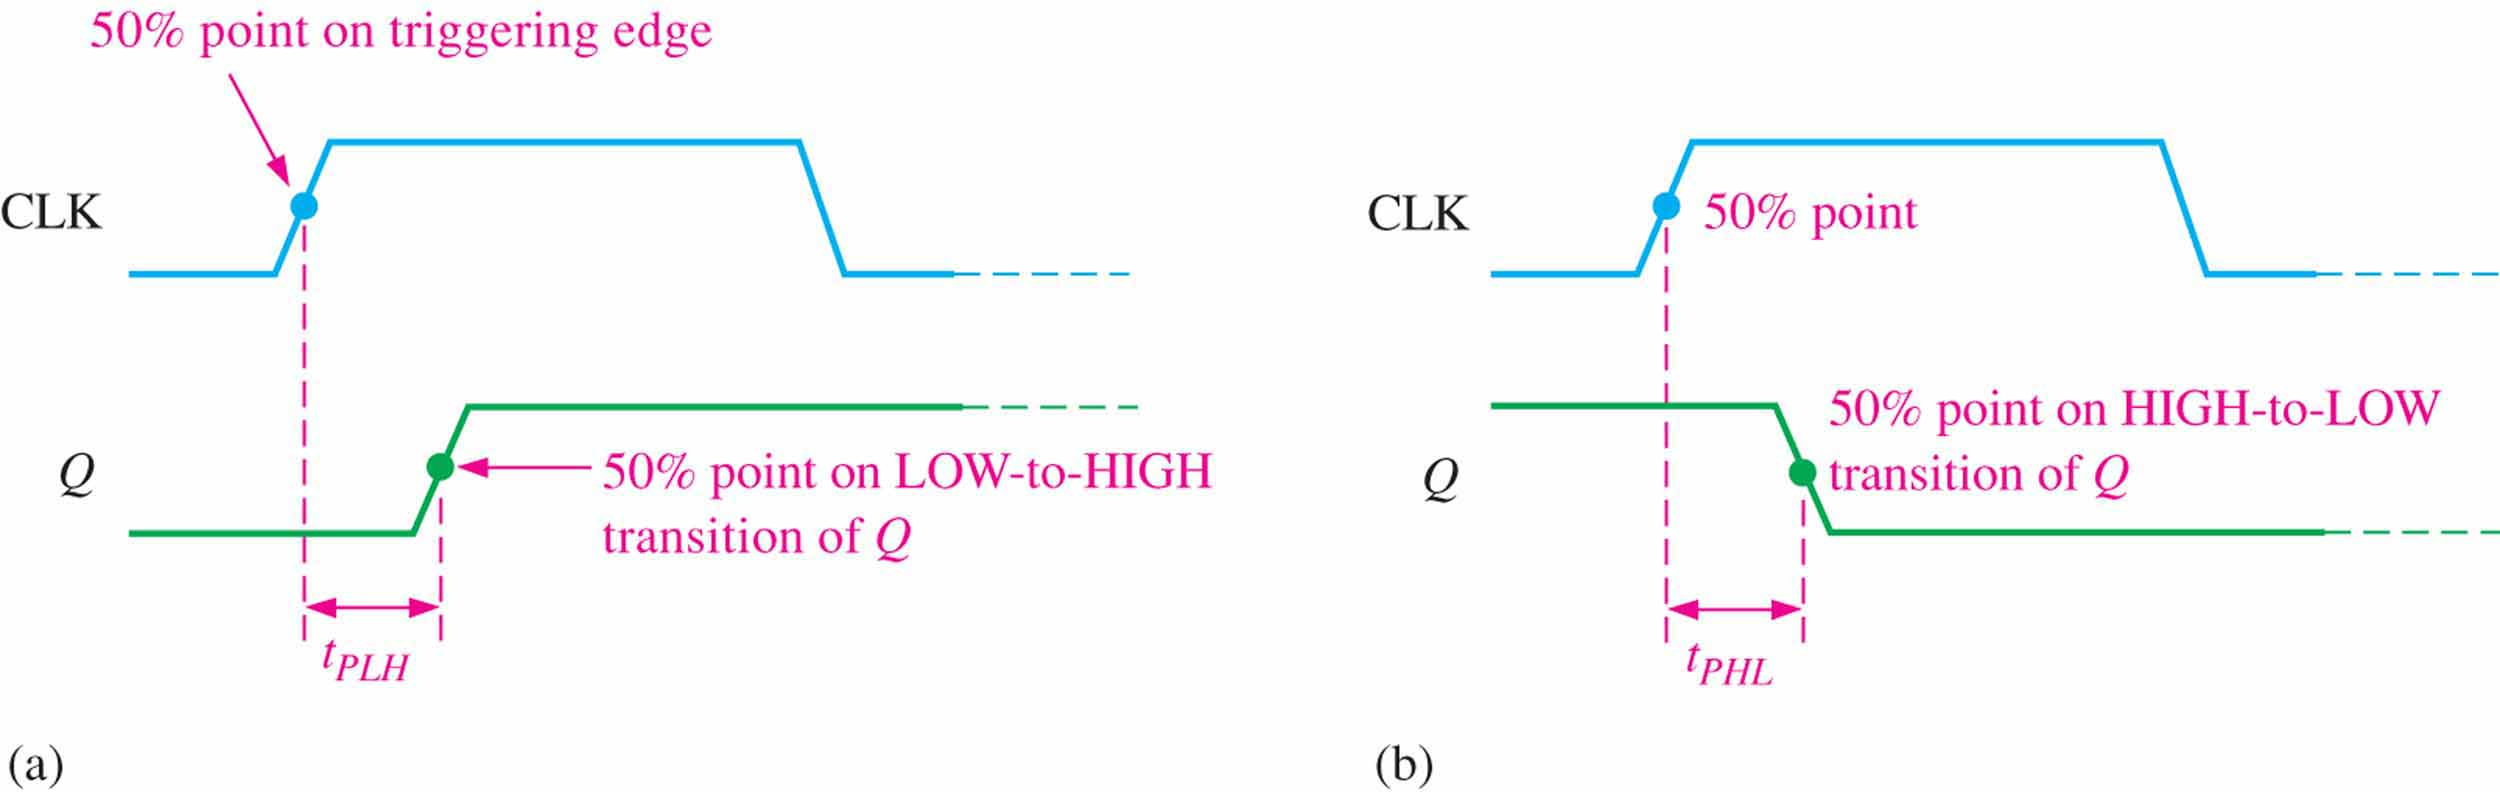 50% point on triggering edge
CLK
Q
50% point on LOW-to-HIGH
transition of Q
tPLH
(a)
CLK
50% point
Q
50% point on HIGH-to-LOW
transition of Q
tPHL
(b)